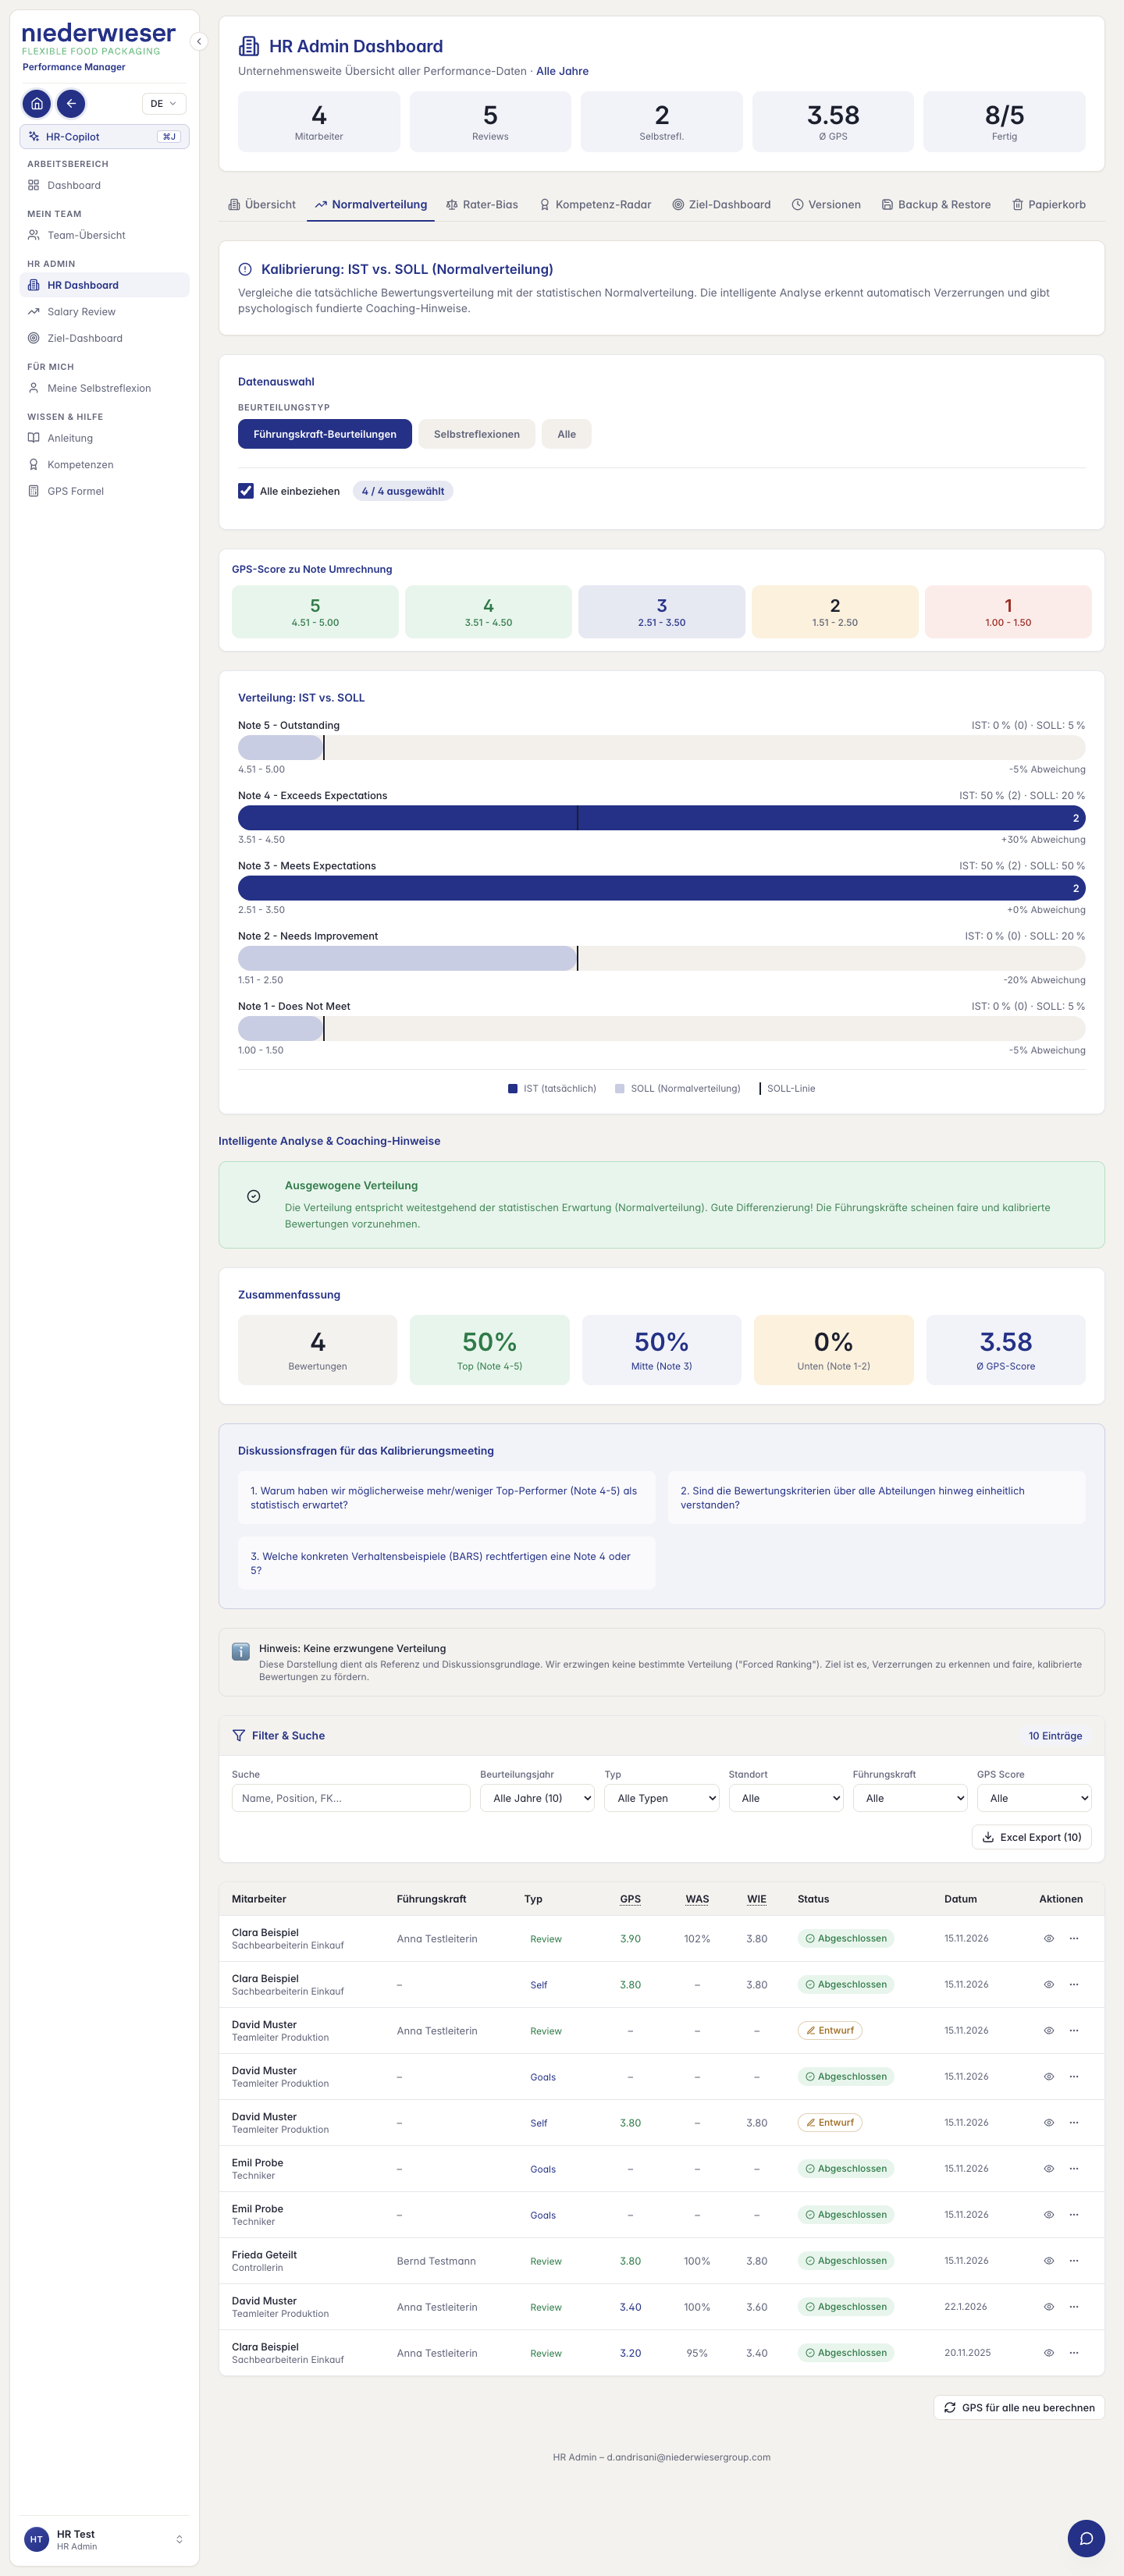 niederwieser
FLEXIBLE FOOD PACKAGING
Performance Manager
DE
HR-Copilot
⌘J
ARBEITSBEREICH
Dashboard
MEIN TEAM
Team-Übersicht
HR ADMIN
HR Dashboard
Salary Review
Ziel-Dashboard
FÜR MICH
Meine Selbstreflexion
WISSEN & HILFE
Anleitung
Kompetenzen
GPS Formel
HT
HR Test
HR Admin
HR Admin Dashboard
Unternehmensweite Übersicht aller Performance-Daten · Alle Jahre
4
Mitarbeiter
5
Reviews
2
Selbstrefl.
3.58
Ø GPS
8/5
Fertig
Übersicht
Normalverteilung
Rater-Bias
Kompetenz-Radar
Ziel-Dashboard
Versionen
Backup & Restore
Papierkorb
Kalibrierung: IST vs. SOLL (Normalverteilung)
Vergleiche die tatsächliche Bewertungsverteilung mit der statistischen Normalverteilung. Die intelligente Analyse erkennt automatisch Verzerrungen und gibt
psychologisch fundierte Coaching-Hinweise.
Datenauswahl
BEURTEILUNGSTYP
Führungskraft-Beurteilungen
Selbstreflexionen
Alle
Alle einbeziehen
4 / 4 ausgewählt
GPS-Score zu Note Umrechnung
5
4.51 - 5.00
4
3.51 - 4.50
3
2.51 - 3.50
2
1.51 - 2.50
1
1.00 - 1.50
Verteilung: IST vs. SOLL
Note 5 - Outstanding
IST: 0 % (0) · SOLL: 5 %
4.51 - 5.00
-5% Abweichung
Note 4 - Exceeds Expectations
IST: 50 % (2) · SOLL: 20 %
2
3.51 - 4.50
+30% Abweichung
Note 3 - Meets Expectations
IST: 50 % (2) · SOLL: 50 %
2
2.51 - 3.50
+0% Abweichung
Note 2 - Needs Improvement
IST: 0 % (0) · SOLL: 20 %
1.51 - 2.50
-20% Abweichung
Note 1 - Does Not Meet
IST: 0 % (0) · SOLL: 5 %
1.00 - 1.50
-5% Abweichung
IST (tatsächlich)
SOLL (Normalverteilung)
SOLL-Linie
Intelligente Analyse & Coaching-Hinweise
Ausgewogene Verteilung
Die Verteilung entspricht weitestgehend der statistischen Erwartung (Normalverteilung). Gute Differenzierung! Die Führungskräfte scheinen faire und kalibrierte
Bewertungen vorzunehmen.
Zusammenfassung
4
Bewertungen
50%
Top (Note 4-5)
50%
Mitte (Note 3)
0%
Unten (Note 1-2)
3.58
Ø GPS-Score
Diskussionsfragen für das Kalibrierungsmeeting
1. Warum haben wir möglicherweise mehr/weniger Top-Performer (Note 4-5) als
statistisch erwartet?
2. Sind die Bewertungskriterien über alle Abteilungen hinweg einheitlich
verstanden?
3. Welche konkreten Verhaltensbeispiele (BARS) rechtfertigen eine Note 4 oder
5?
Hinweis: Keine erzwungene Verteilung
Diese Darstellung dient als Referenz und Diskussionsgrundlage. Wir erzwingen keine bestimmte Verteilung ("Forced Ranking"). Ziel ist es, Verzerrungen zu erkennen und faire, kalibrierte
Bewertungen zu fördern.
Filter & Suche
10 Einträge
Suche
Beurteilungsjahr
Typ
Standort
Führungskraft
GPS Score
Name, Position, FK...
Alle Jahre (10)
Alle Typen
Alle
Alle
Alle
Excel Export (10)
Mitarbeiter Führungskraft Typ GPS WAS WIE Status Datum Aktionen
Clara Beispiel
Sachbearbeiterin Einkauf
Anna Testleiterin Review 3.90 102% 3.80 Abgeschlossen 15.11.2026
Clara Beispiel
Sachbearbeiterin Einkauf
– Self 3.80 – 3.80 Abgeschlossen 15.11.2026
David Muster
Teamleiter Produktion
Anna Testleiterin Review – – – Entwurf 15.11.2026
David Muster
Teamleiter Produktion
– Goals – – – Abgeschlossen 15.11.2026
David Muster
Teamleiter Produktion
– Self 3.80 – 3.80 Entwurf 15.11.2026
Emil Probe
Techniker
– Goals – – – Abgeschlossen 15.11.2026
Emil Probe
Techniker
– Goals – – – Abgeschlossen 15.11.2026
Frieda Geteilt
Controllerin
Bernd Testmann Review 3.80 100% 3.80 Abgeschlossen 15.11.2026
David Muster
Teamleiter Produktion
Anna Testleiterin Review 3.40 100% 3.60 Abgeschlossen 22.1.2026
Clara Beispiel
Sachbearbeiterin Einkauf
Anna Testleiterin Review 3.20 95% 3.40 Abgeschlossen 20.11.2025
GPS für alle neu berechnen
HR Admin – d.andrisani@niederwiesergroup.com